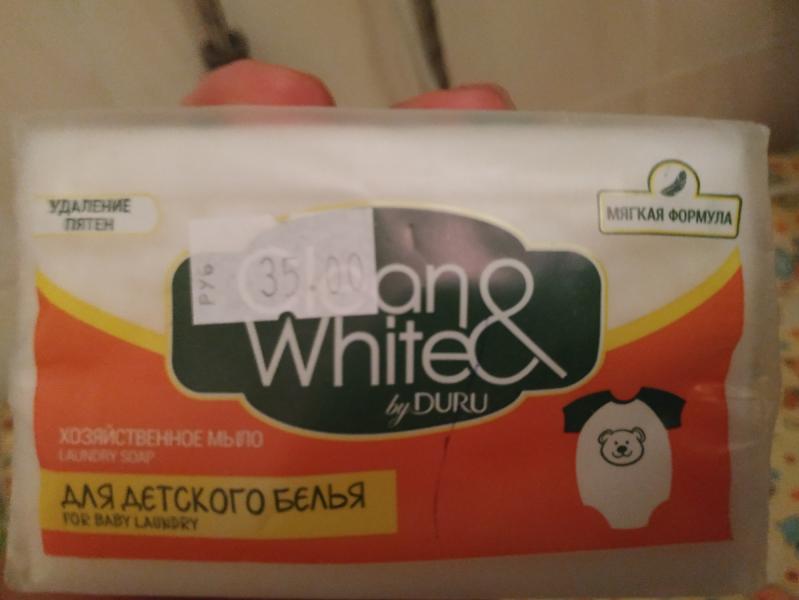 УДАЛЕНИЕ
ПЯТЕН
МЯГКАЯ ФОРМУЛА
РУБ
35.00
Clean &
White
by DURU
ХОЗЯЙСТВЕННОЕ МЫЛО
LAUNDRY SOAP
ДЛЯ ДЕТСКОГО БЕЛЬЯ
FOR BABY LAUNDRY